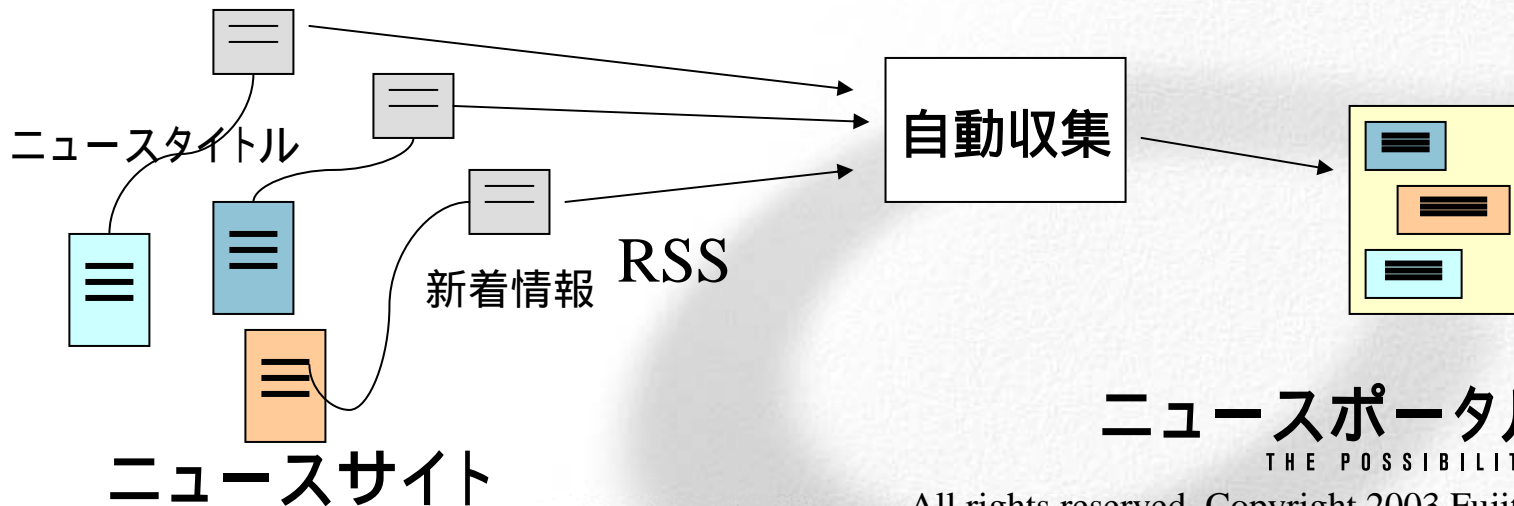 ニュースタイトル
自動収集
新着情報
RSS
ニュースサイト
ニュースポータル
THE POSSIBILIT
All rights reserved, Copyright 2003 Fujit